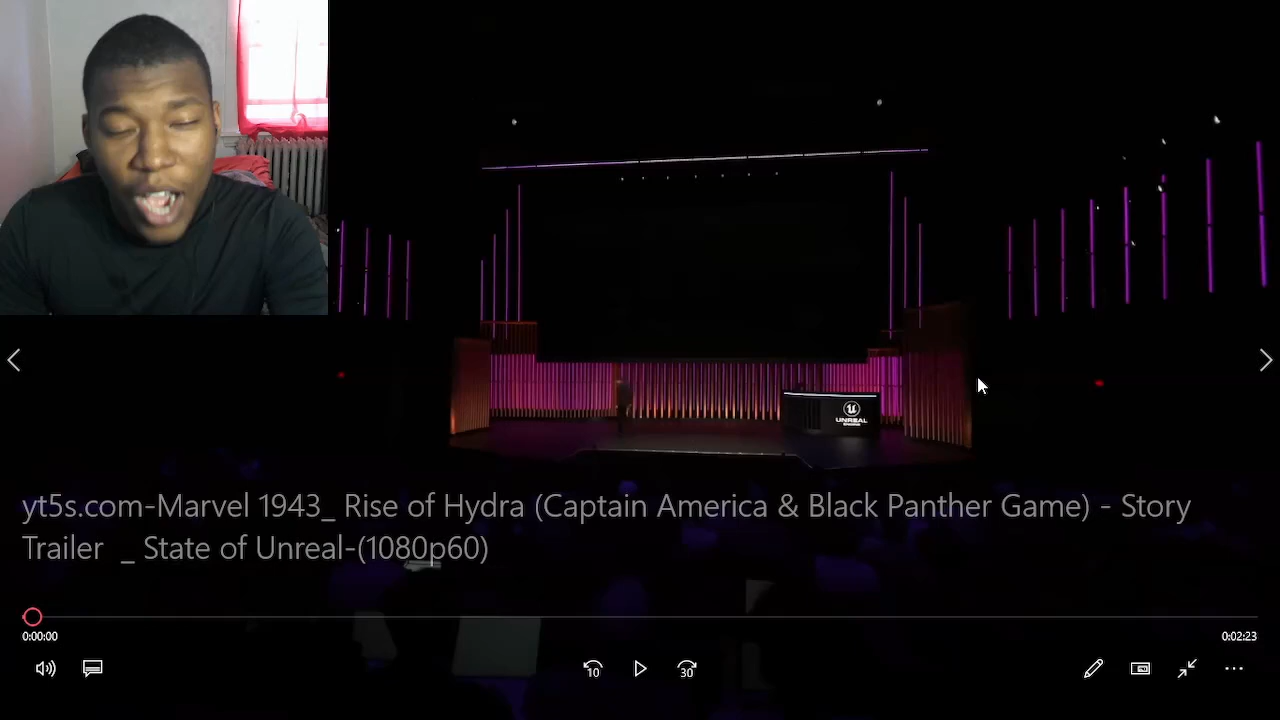 UNREAL
ENGINE
yt5s.com-Marvel 1943_ Rise of Hydra (Captain America & Black Panther Game) - Story
Trailer _ State of Unreal-(1080p60)
0:00:00
0:02:23
10
30